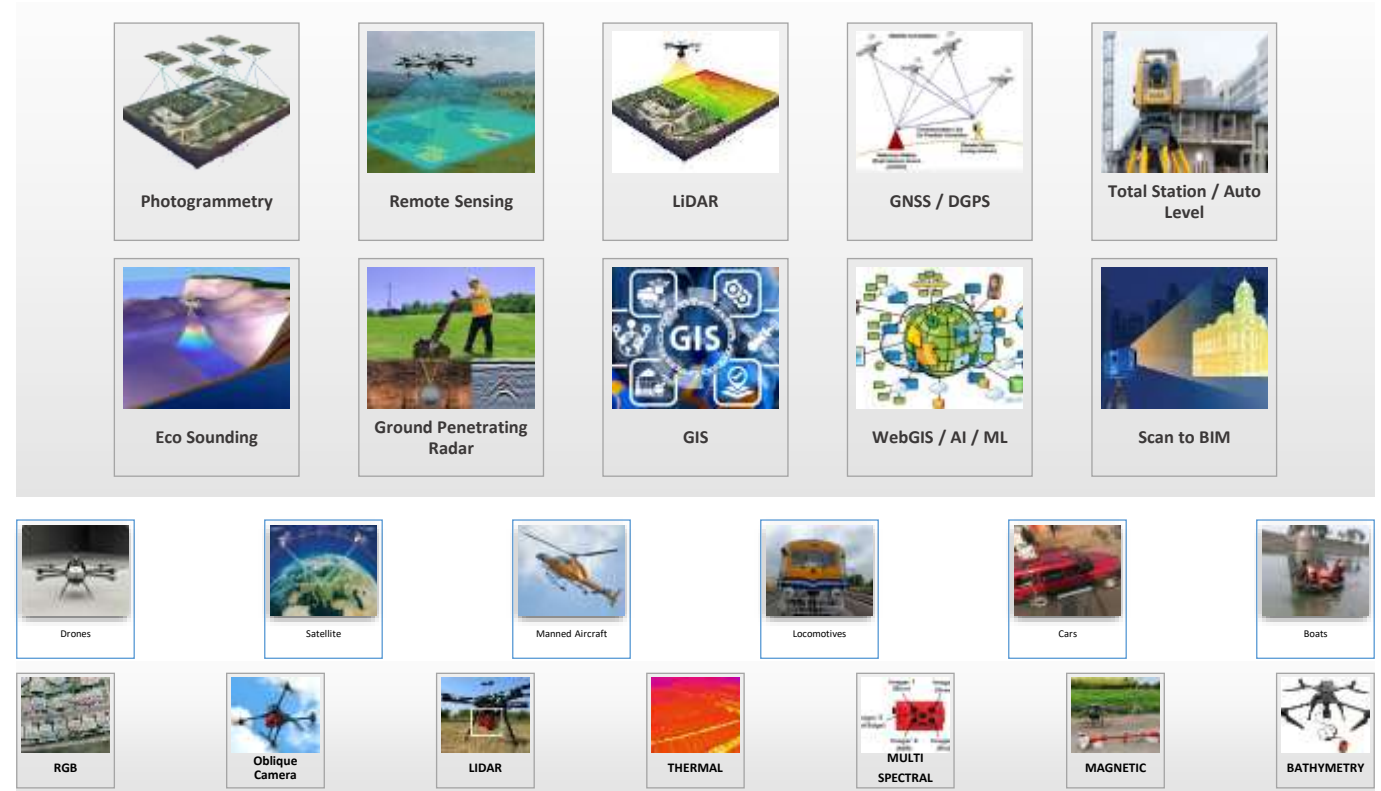 Photogrammetry
Remote Sensing
LiDAR
GNSS / DGPS
Total Station / Auto
Level
Eco Sounding
Ground Penetrating
Radar
GIS
GIS
WebGIS / AI / ML
Scan to BIM
Drones
Satellite
Manned Aircraft
Locomotives
Cars
Boats
RGB
Oblique
Camera
LIDAR
THERMAL
MULTI
SPECTRAL
MAGNETIC
BATHYMETRY